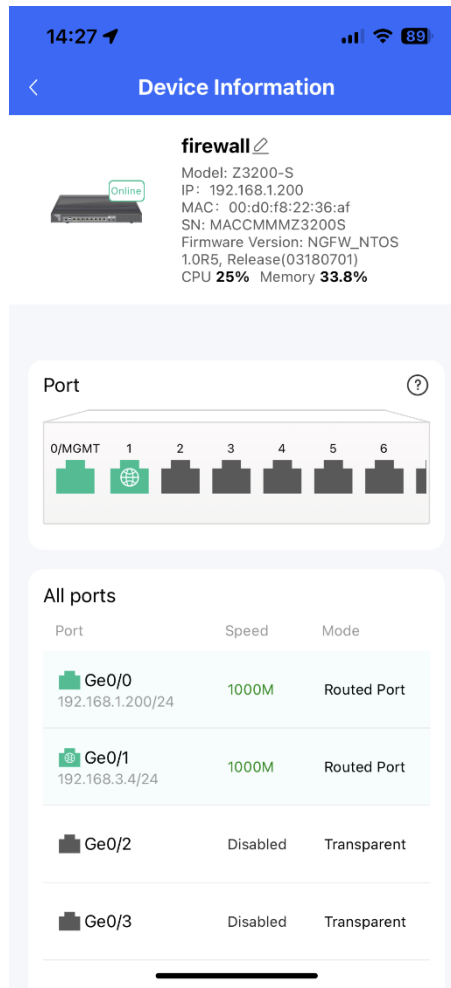 14:27
89
Device Information
Online
firewall
Model: Z3200-S
IP: 192.168.1.200
MAC: 00:d0:f8:22:36:af
SN: MACCMMMZ3200S
Firmware Version: NGFW_NTOS
1.0R5, Release(03180701)
CPU 25% Memory 33.8%
Port
?
0/MGMT 1 2 3 4 5 6
All ports
Port Speed Mode
Ge0/0 1000M Routed Port
192.168.1.200/24
Ge0/1 1000M Routed Port
192.168.3.4/24
Ge0/2 Disabled Transparent
Ge0/3 Disabled Transparent